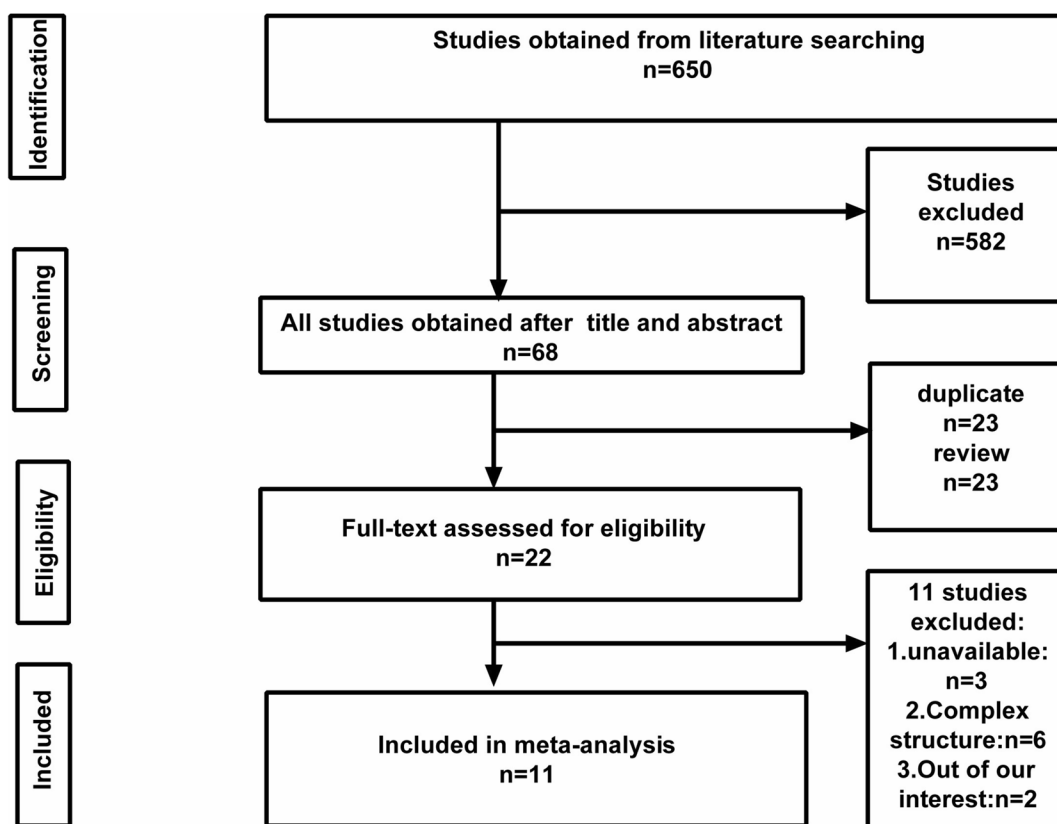 Identification
Studies obtained from literature searching
n=650
Studies
excluded
n=582
Screening
All studies obtained after title and abstract
n=68
duplicate
n=23
review
n=23
Eligibility
Full-text assessed for eligibility
n=22
11 studies
excluded:
1.unavailable:
n=3
2.Complex
structure:n=6
3.Out of our
interest:n=2
Included
Included in meta-analysis
n=11